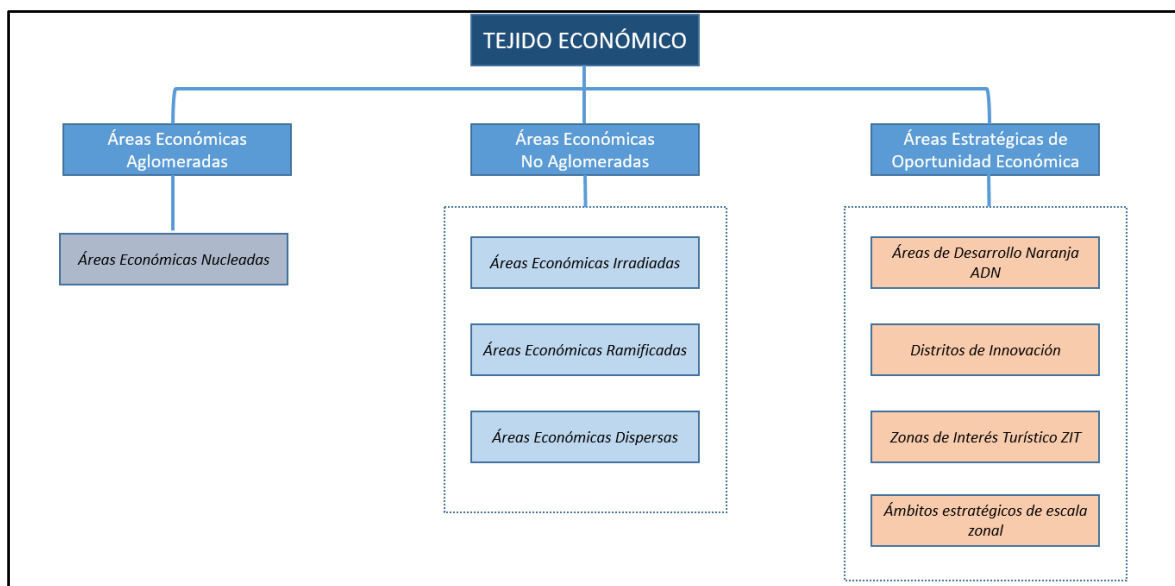 TEJIDO ECONÓMICO
Áreas Económicas
Aglomeradas
Áreas Económicas
No Aglomeradas
Áreas Estratégicas de
Oportunidad Económica
Áreas Económicas Nucleadas
Áreas Económicas Irradiadas
Áreas Económicas Ramificadas
Áreas Económicas Dispersas
Áreas de Desarrollo Naranja
ADN
Distritos de Innovación
Zonas de Interés Turístico ZIT
Ámbitos estratégicos de escala
zonal